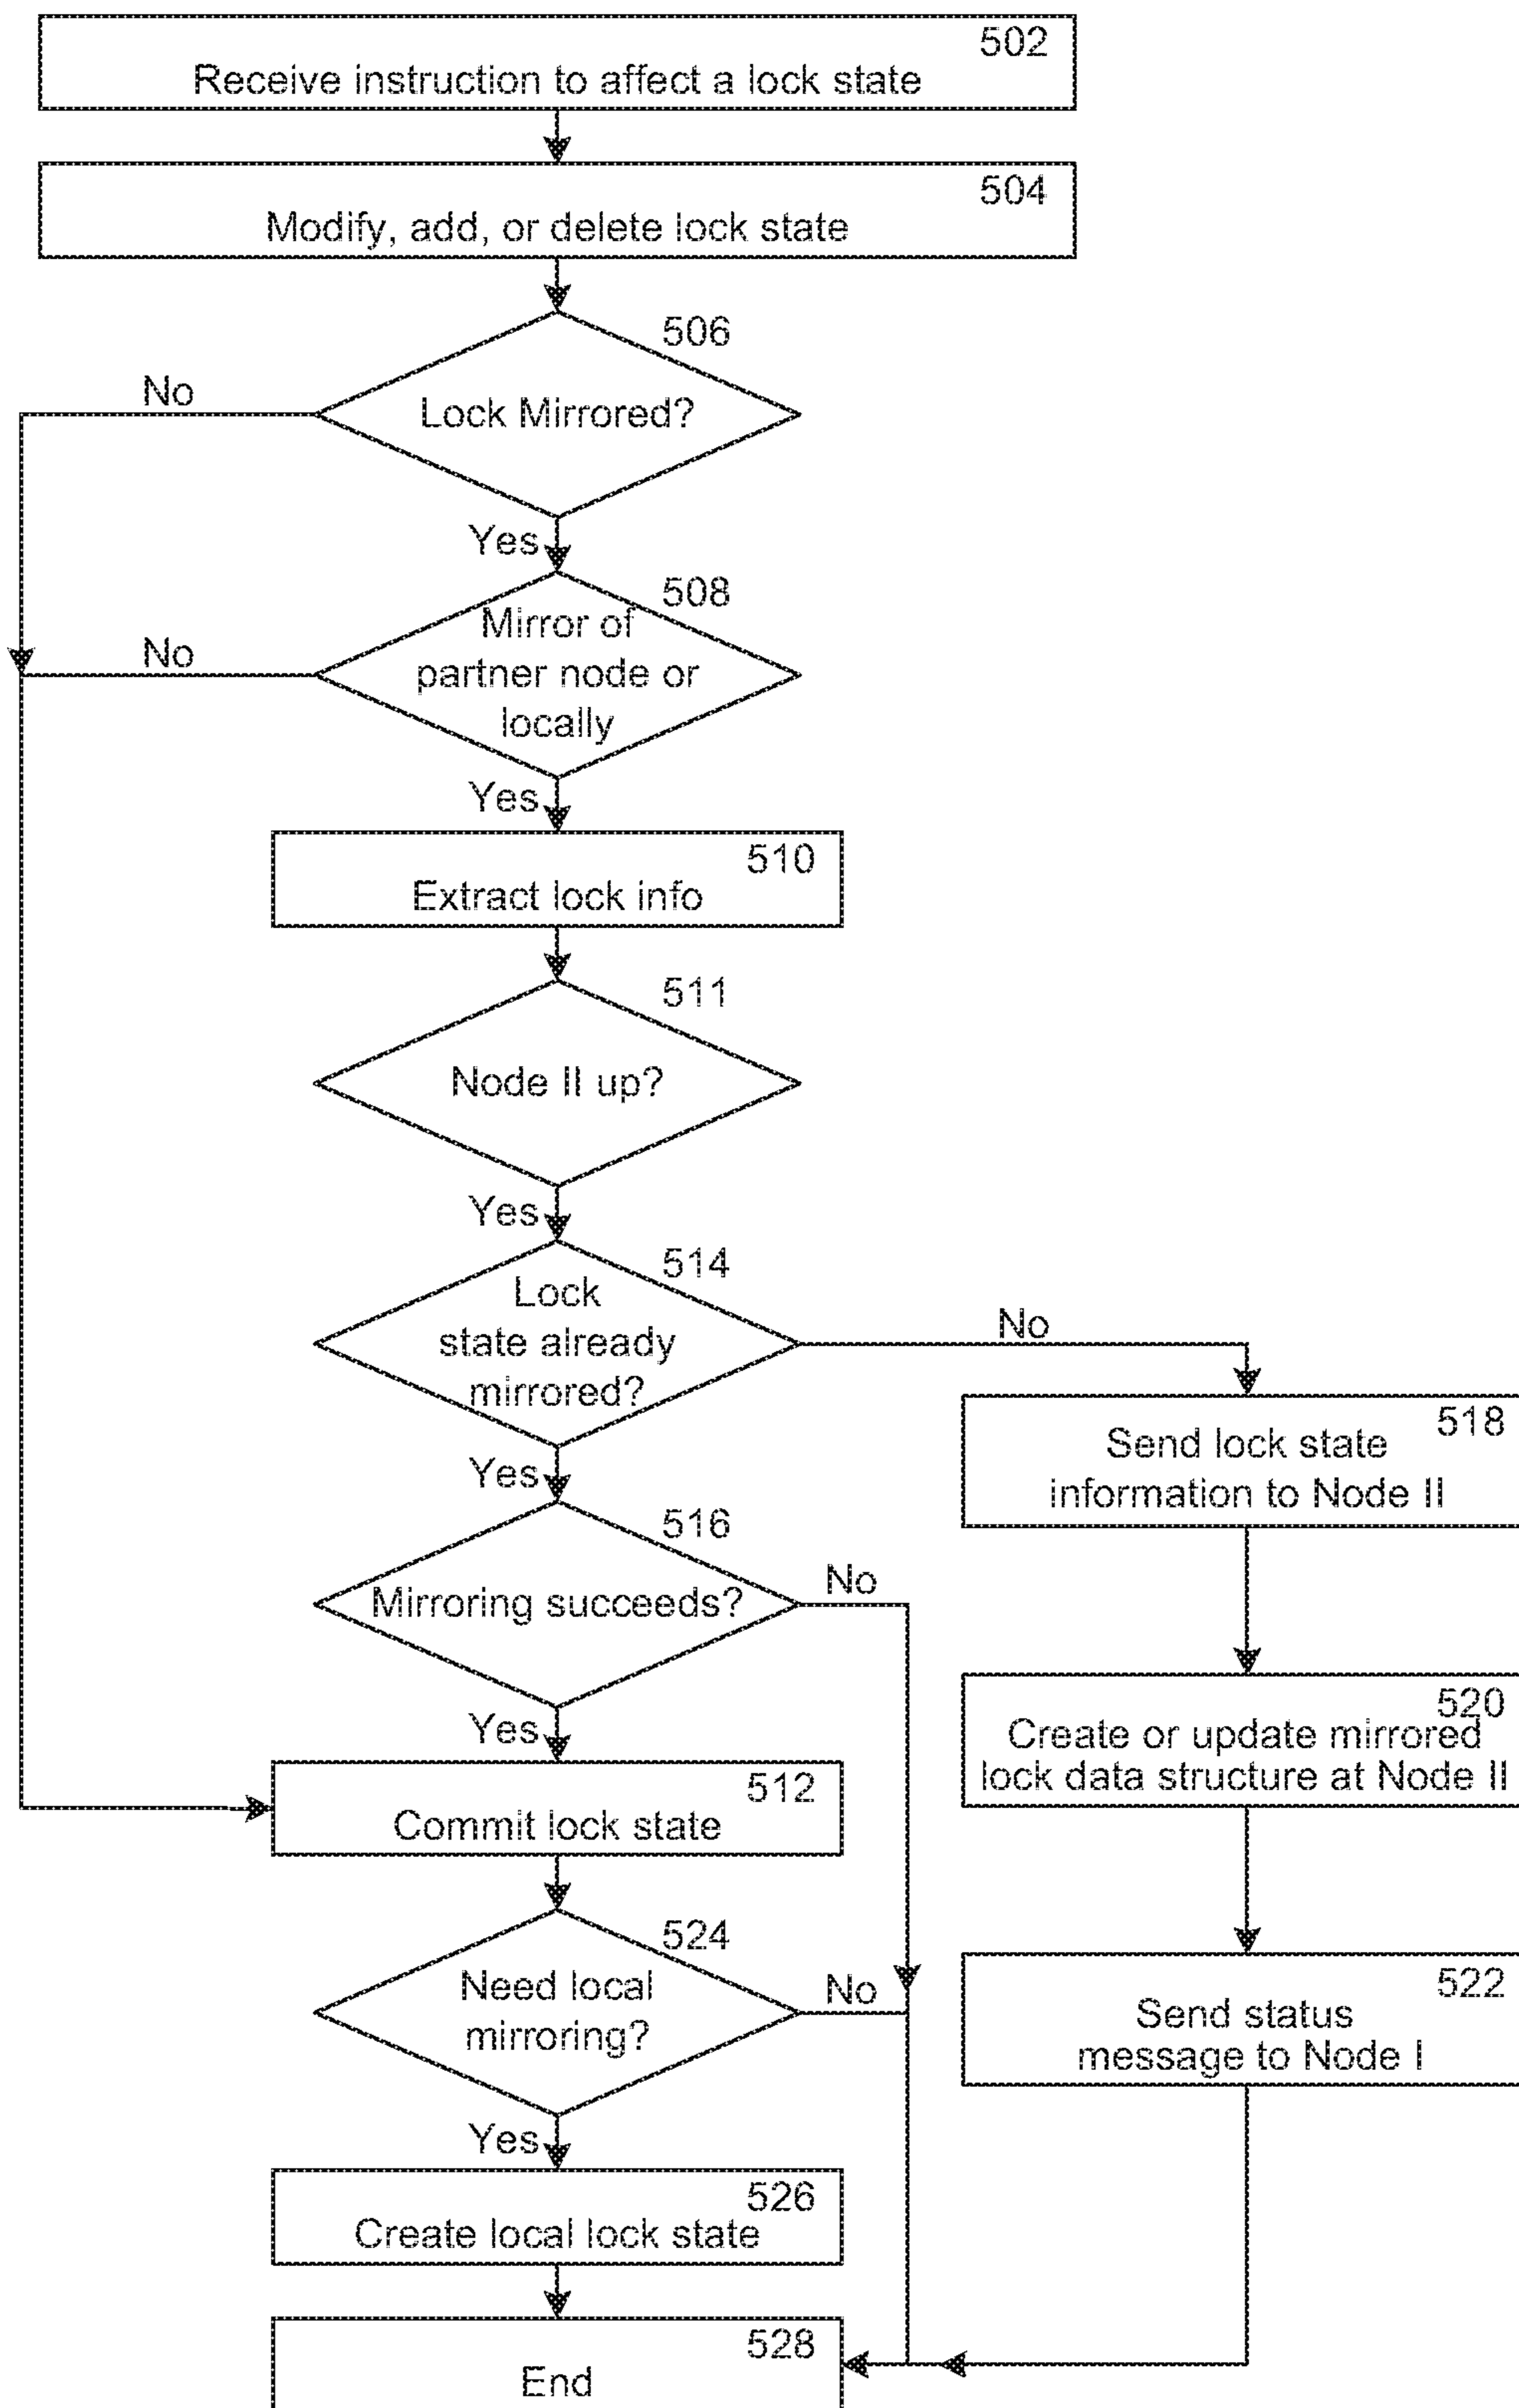 502
Receive instruction to affect a lock state
504
Modify, add, or delete lock state
506
No
Lock Mirrored?
Yes
508
No
Mirror of
partner node or
locally
Yes
510
Extract lock info
511
Node II up?
Yes
514
Lock
state already
mirrored?
No
Yes
518
Send lock state
information to Node II
516
Mirroring succeeds?
No
Yes
520
Create or update mirrored
lock data structure at Node II
512
Commit lock state
524
Need local
mirroring?
No
522
Send status
message to Node I
Yes
526
Create local lock state
528
End